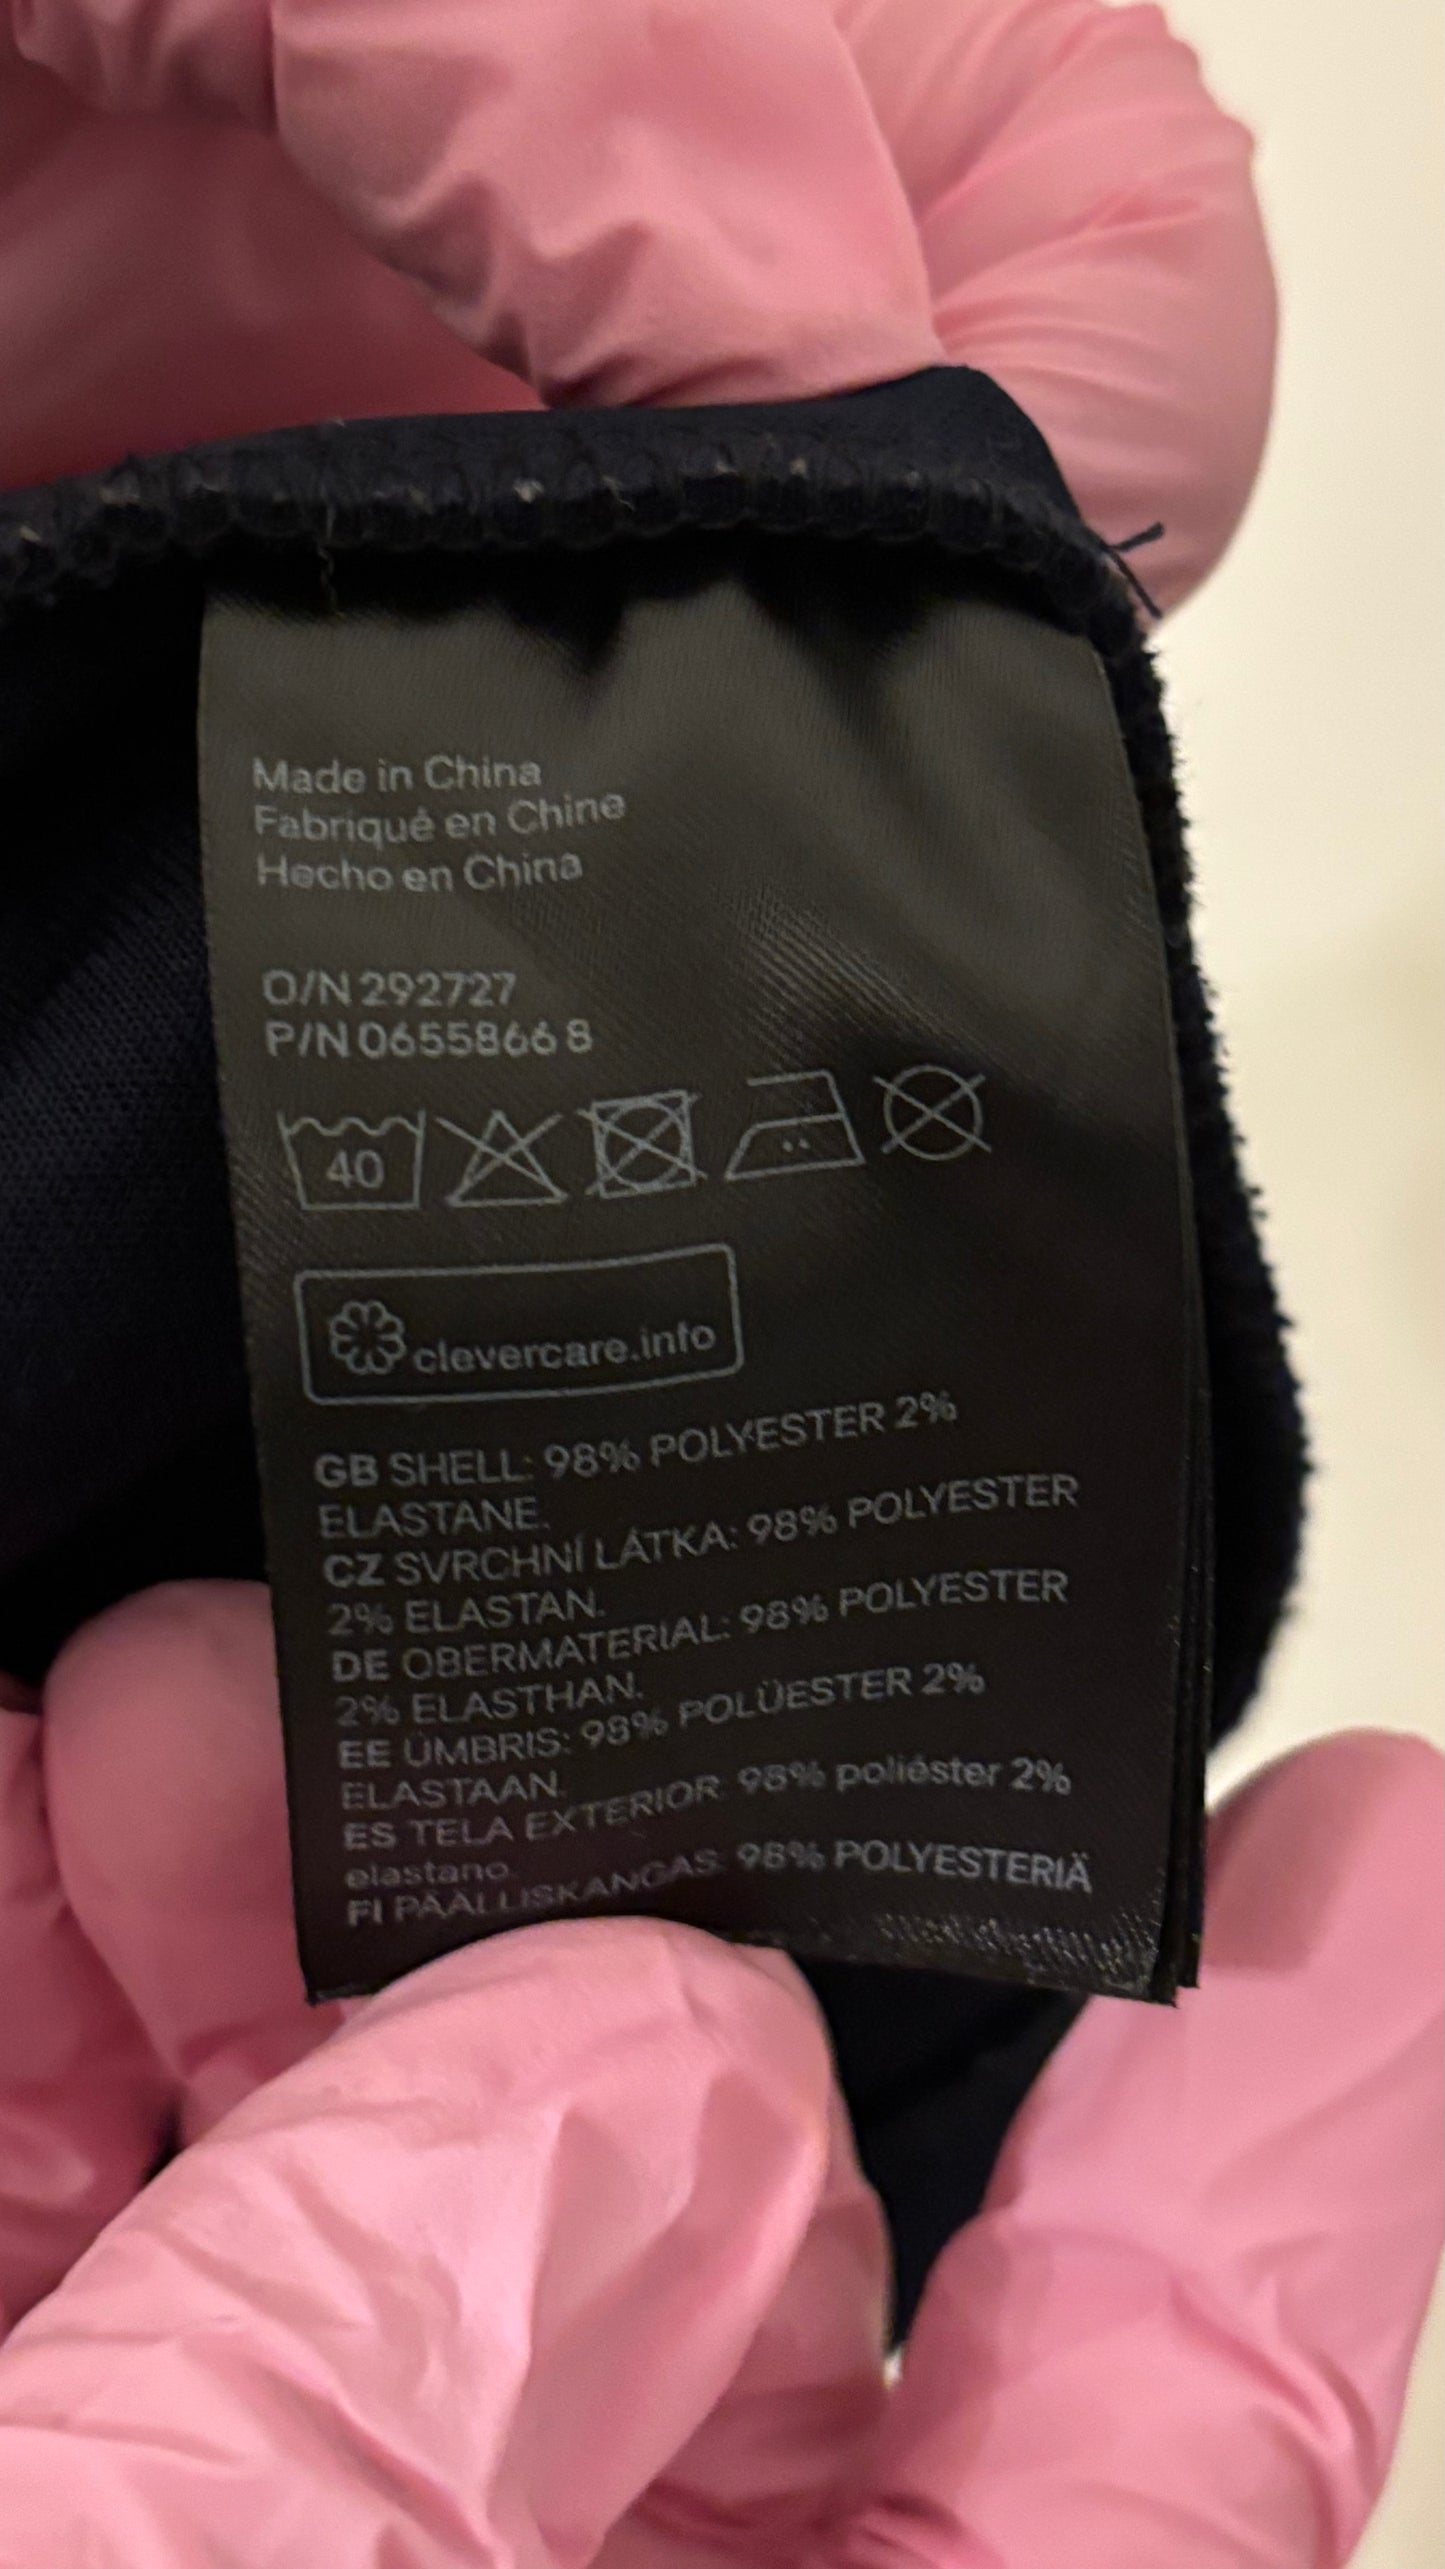 Made in China
Fabriqué en Chine
Hecho en China
O/N 292727
P/N 0655866 8
40
clevercare.info
GB SHELL: 98% POLYESTER 2%
ELASTANE.
CZ SVRCHNÍ LÁTKA: 98% POLYESTER
2% ELASTAN.
DE OBERMATERIAL: 98% POLYESTER
2% ELASTHAN.
EE ÜMBRIS: 98% POLÜESTER 2%
ELASTAAN.
ES TELA EXTERIOR: 98% poliéster 2%
elastano.
FI PÄÄLLISKANGAS: 98% POLYESTERIÄ